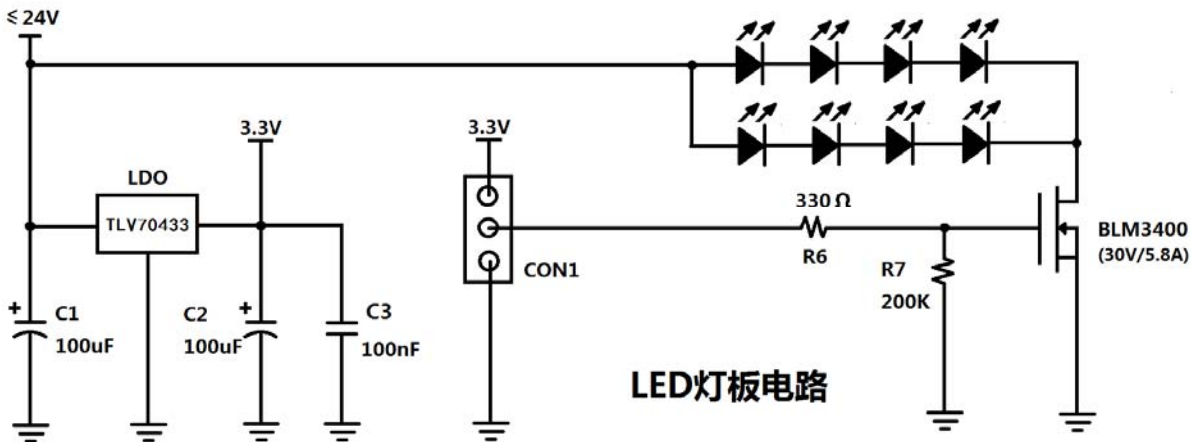 ≤ 24V
3.3V
3.3V
LDO
TLV70433
330 Ω
R6
BLM3400
(30V/5.8A)
CON1
R7
200K
C1
100uF
C2
100uF
C3
100nF
LED灯板电路